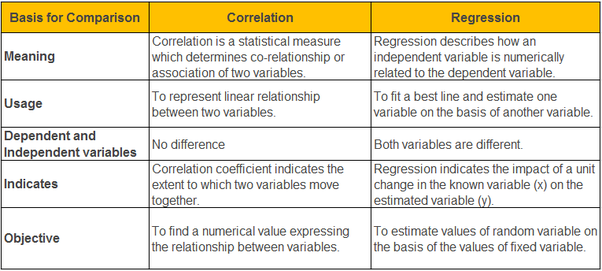 Basis for Comparison Correlation Regression
Meaning
Correlation is a statistical measure
which determines co-relationship or
association of two variables.
Regression describes how an
independent variable is numerically
related to the dependent variable.
Usage
To represent linear relationship
between two variables.
To fit a best line and estimate one
variable on the basis of another variable.
Dependent and
Independent variables
No difference
Both variables are different.
Indicates
Correlation coefficient indicates the
extent to which two variables move
together.
Regression indicates the impact of a unit
change in the known variable (x) on the
estimated variable (y).
Objective
To find a numerical value expressing
the relationship between variables.
To estimate values of random variable on
the basis of the values of fixed variable.